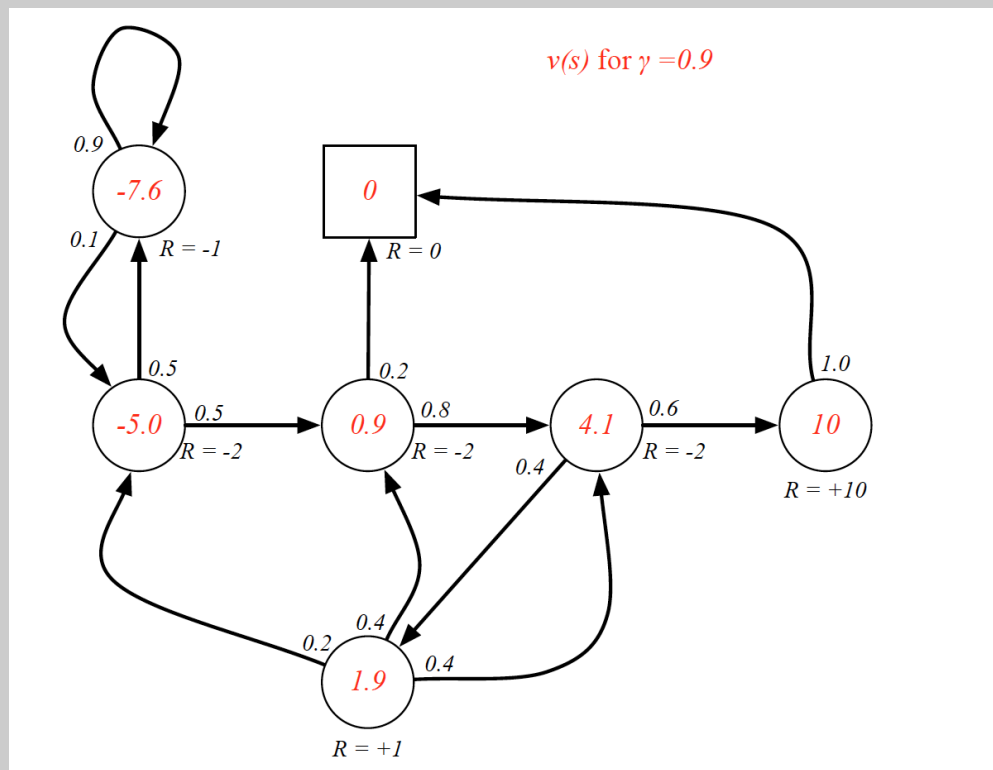 v(s) for γ =0.9
0.9
-7.6
0
0.1
R = -1
R = 0
0.5
0.2
1.0
-5.0
0.5
0.9
0.8
4.1
0.6
10
R = -2
R = -2
R = -2
0.4
R = +10
0.4
0.2
0.4
1.9
R = +1